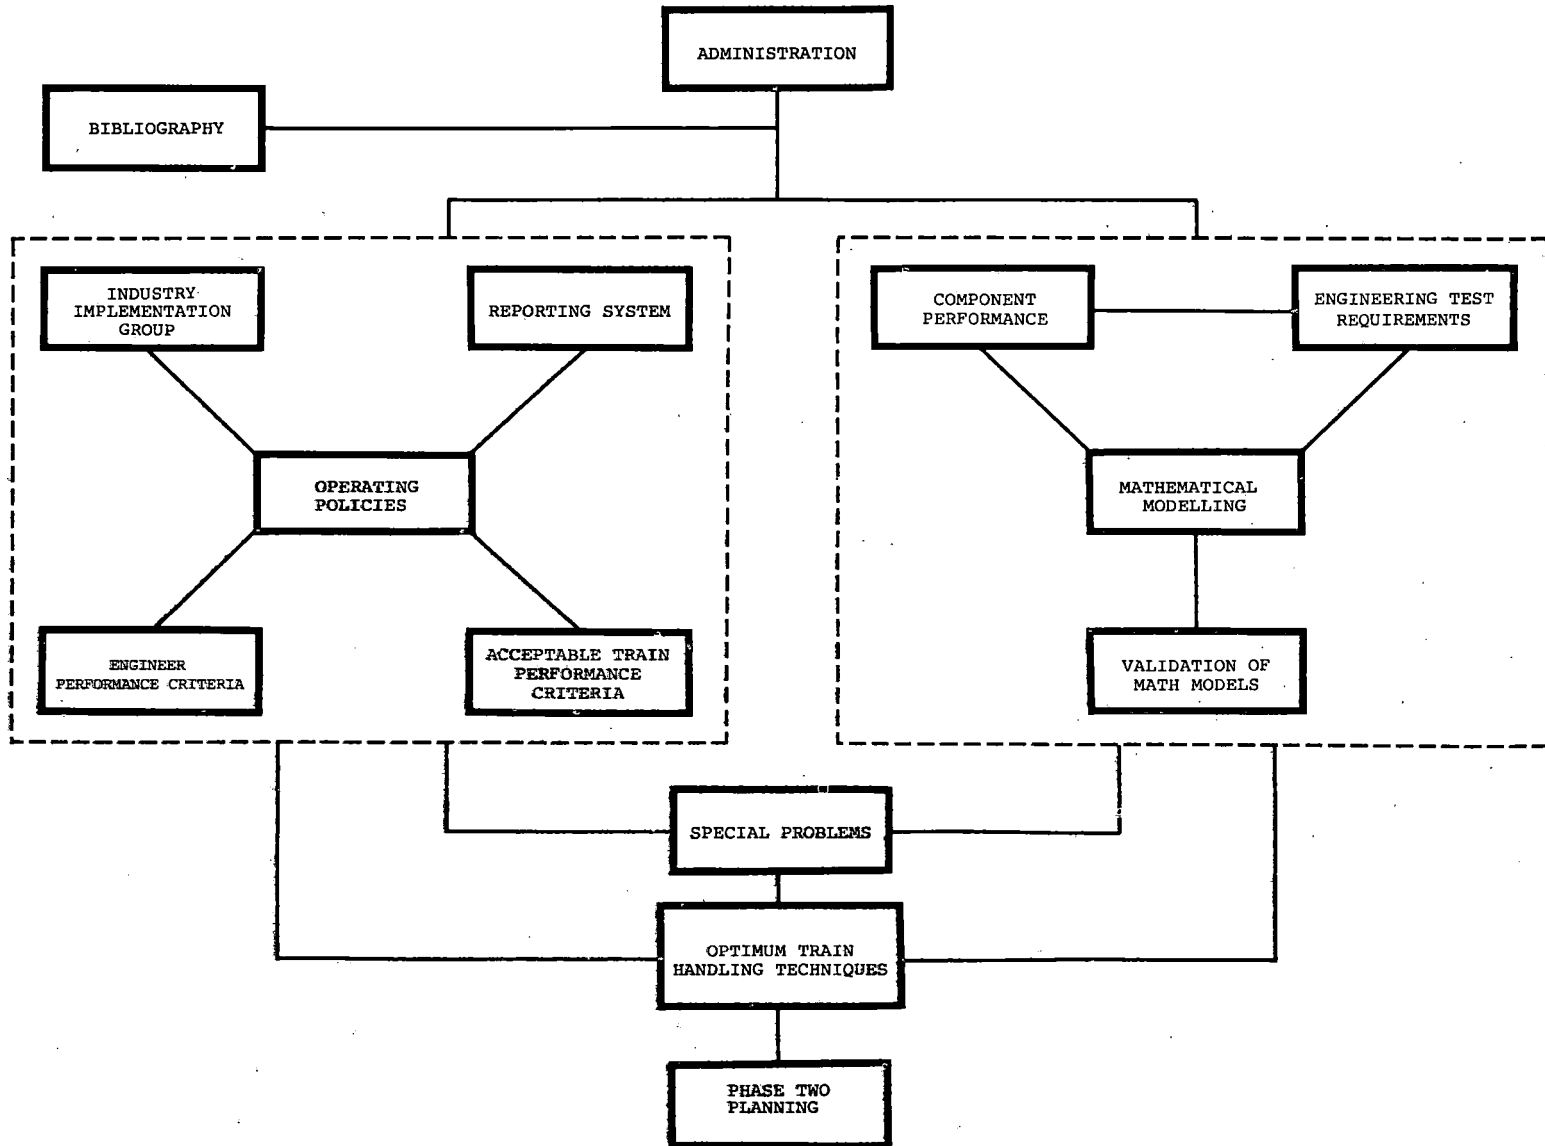 ADMINISTRATION
BIBLIOGRAPHY
INDUSTRY
IMPLEMENTATION
GROUP
REPORTING SYSTEM
COMPONENT
PERFORMANCE
ENGINEERING TEST
REQUIREMENTS
OPERATING
POLICIES
MATHEMATICAL
MODELLING
ENGINEER
PERFORMANCE CRITERIA
ACCEPTABLE TRAIN
PERFORMANCE
CRITERIA
VALIDATION OF
MATH MODELS
SPECIAL PROBLEMS
OPTIMUM TRAIN
HANDLING TECHNIQUES
PHASE TWO
PLANNING